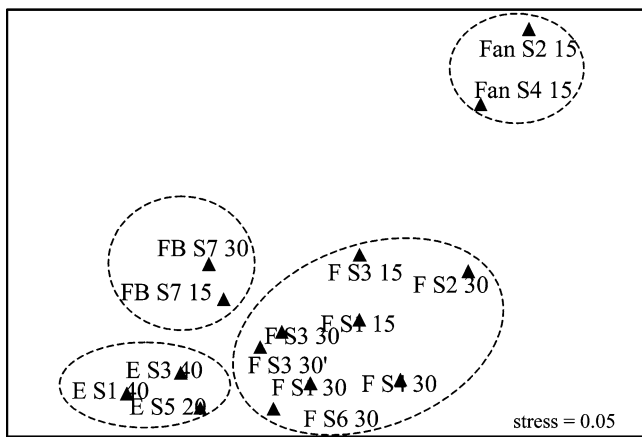 Fan S2 15
Fan S4 15
FB S7 30
FB S7 15
F S3 15
F S2 30
F S1 15
F S3 30
F S3 30'
E S3 40
E S1 40
E S5 20
F S1 30
F S4 30
F S6 30
stress = 0.05